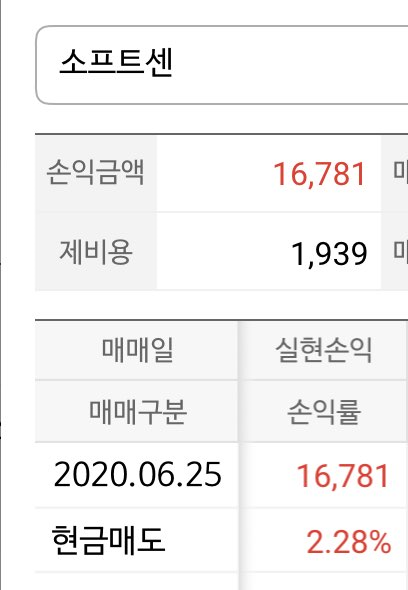 소프트센
손익금액 16,781
제비용 1,939
매매일 실현손익
매매구분 손익률
2020.06.25 16,781
현금매도 2.28%